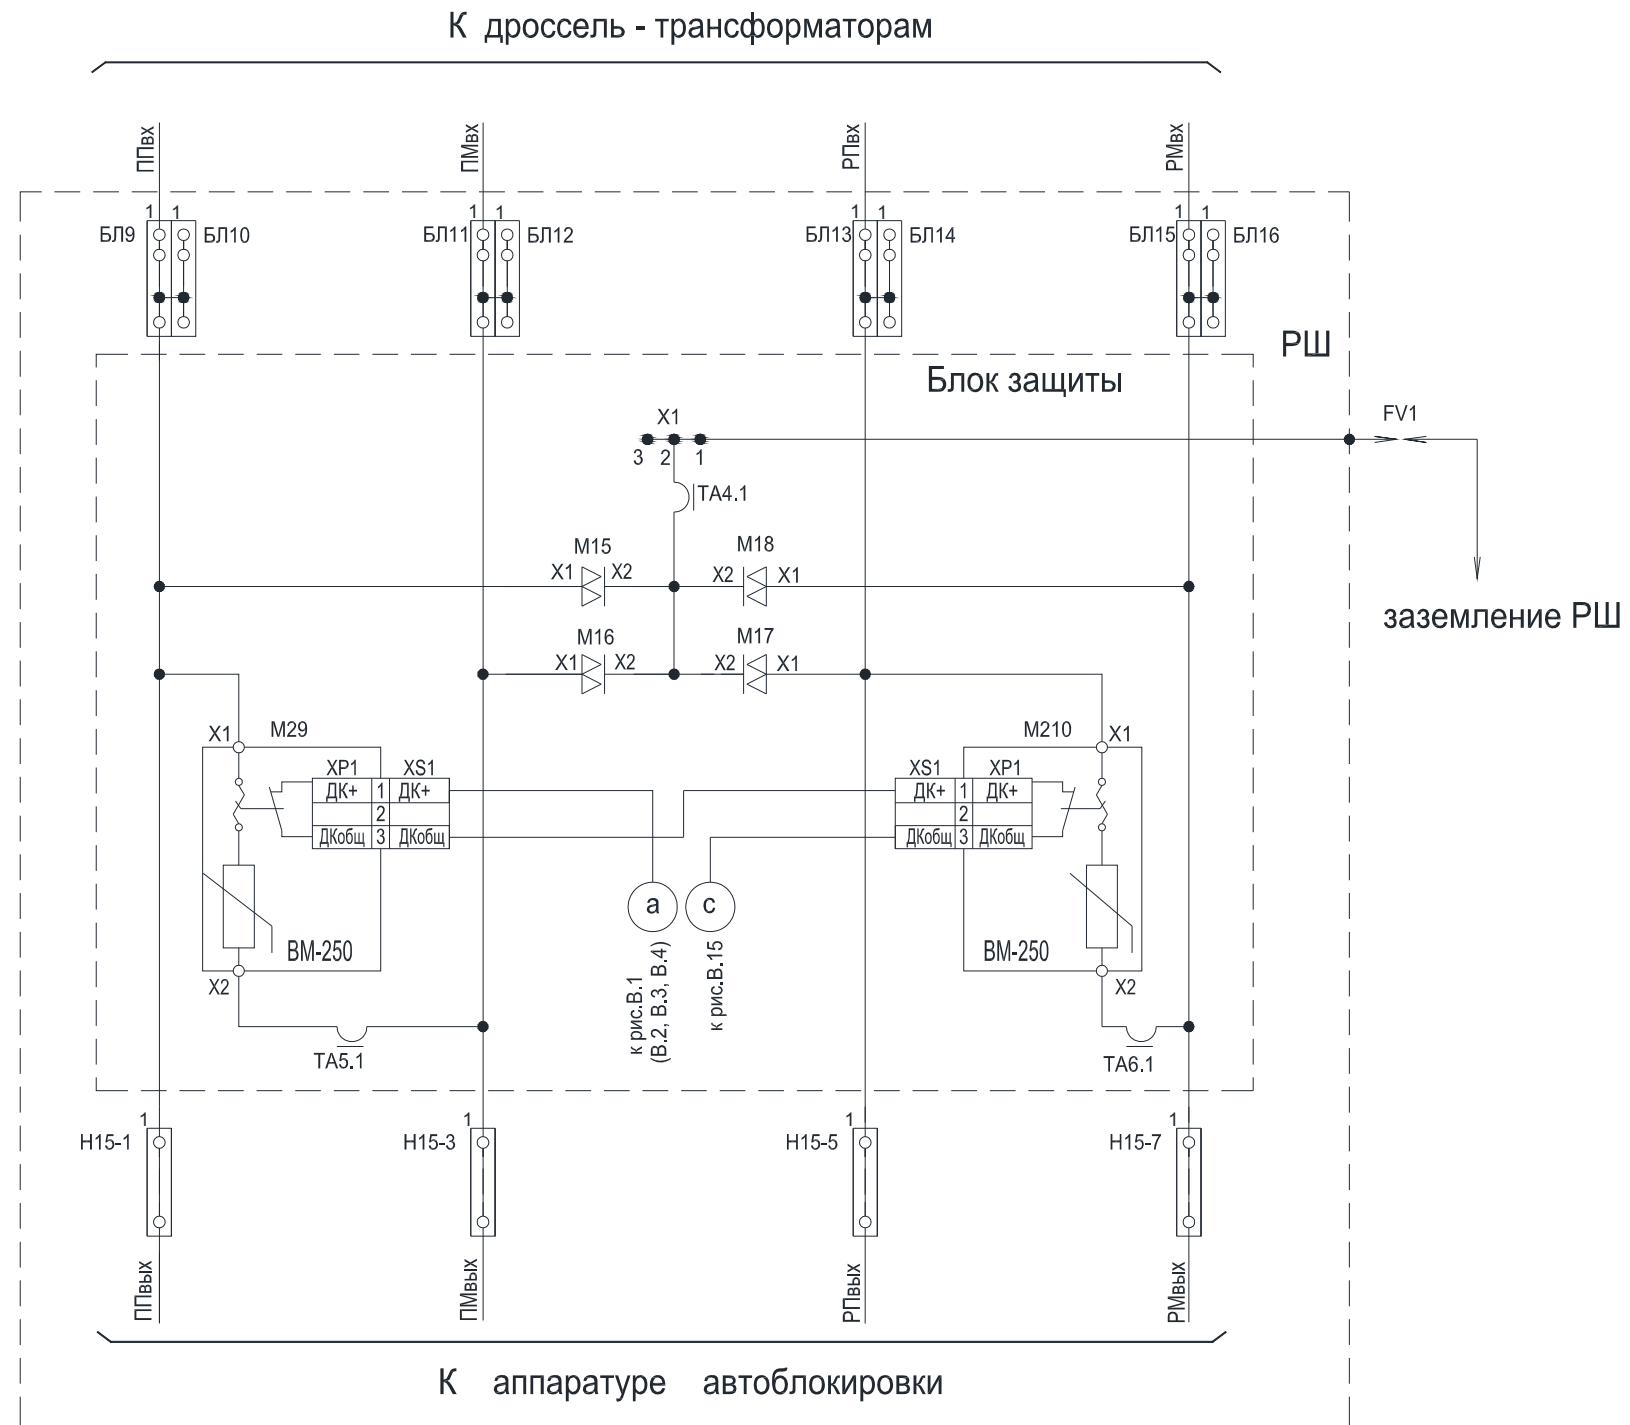 К дроссель - трансформаторам
ППвх
ПМвх
РПвх
РМвх
1 1
1 1
1 1
1 1
БЛ9
БЛ10
БЛ11
БЛ12
БЛ13
БЛ14
БЛ15
БЛ16
РШ
Блок защиты
X1
3 2 1
FV1
TA4.1
заземление РШ
M15
X1 X2
M18
X2 X1
M16
X1 X2
M17
X2 X1
X1
M29
XP1 XS1
ДК+ 1 ДК+
2
ДКобщ 3 ДКобщ
ВМ-250
X2
TA5.1
M210
X1
XS1 XP1
ДК+ 1 ДК+
2
ДКобщ 3 ДКобщ
ВМ-250
X2
TA6.1
а
с
к рис.В.1
(В.2, В.3, В.4)
к рис.В.15
1
1
1
1
Н15-1
Н15-3
Н15-5
Н15-7
ППвых
ПМвых
РПвых
РМвых
К аппаратуре автоблокировки